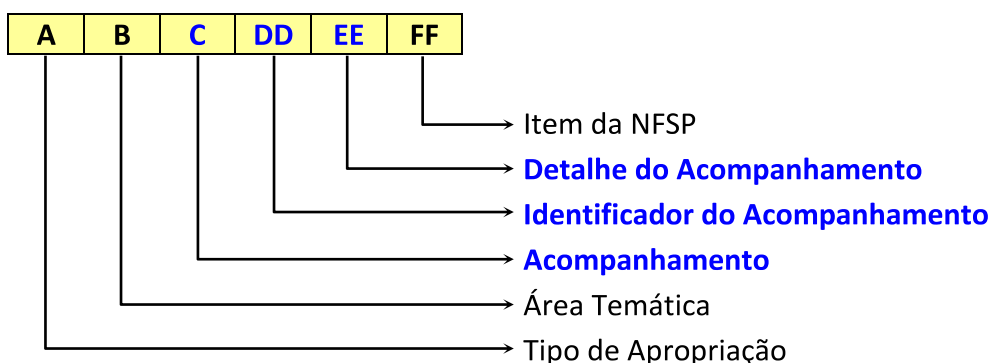 A B C DD EE FF
Item da NFSP
Detalhe do Acompanhamento
Identificador do Acompanhamento
Acompanhamento
Área Temática
Tipo de Apropriação